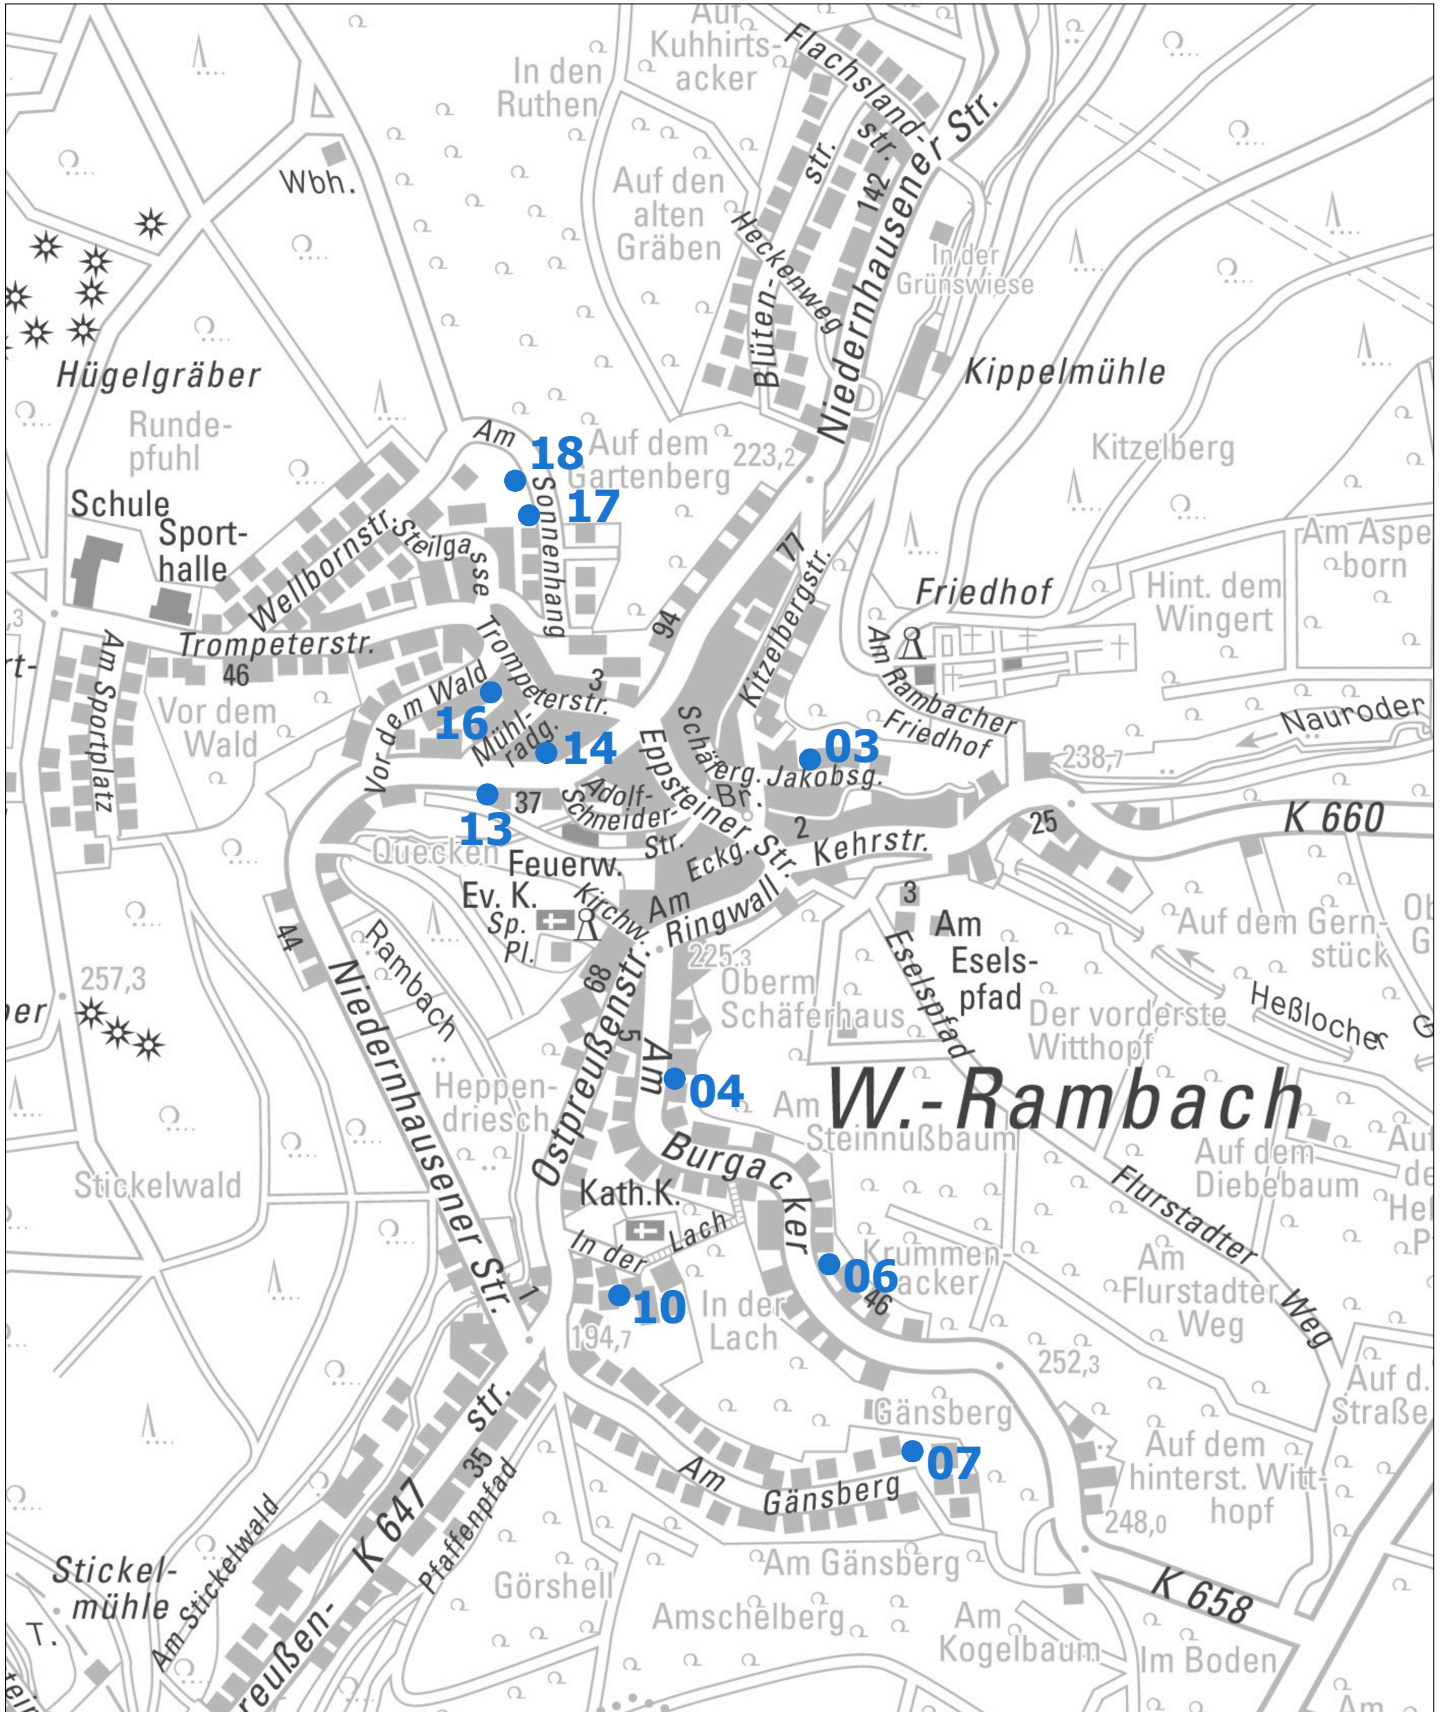 Auf
Kuhhirts-
acker
Flachsland-
str.
In den
Ruthen
Niedernhausener Str.
str.
142
Wbh.
Auf den
alten
Gräben
Heckenweg
In der
Grünswiese
Blüten-
Hügelgräber
Kippelmühle
Runde-
pfuhl
Am
Sonnenhang
18
17
Auf dem
Gartenberg
223,2
Kitzelberg
Schule
Sport-
halle
Wellbornstr.
Steilgasse
77
Kitzelbergstr.
Am Aspe
born
Hint. dem
Wingert
Friedhof
,3
rt-
Am Sportplatz
Trompeterstr.
46
Trompeterstr.
3
94
Am Rambacher
Friedhof
Nauroder
Vor dem
Wald
Vor dem Wald
16
Mühl-
radg.
14
Eppsteiner Str.
03
Jakobsg.
238,7
13
37
Adolf-
Schneider-
Str.
Br.
2
Kehrstr.
25
K 660
Quecken
Feuerw.
Eckg.
Ev. K.
Sp.
Pl.
Kirchw.
Am
Ringwall
225.3
3
Am
Esels-
pfad
Eselspfad
Auf dem Gern-
stück
44
Rambach
257,3
68
Oberm
Schäferhaus
Der vorderste
Witthopf
Heßlocher
Niedernhausener Str.
Ostpreußenstr.
5
Am
Burgacker
04
W.-Rambach
Heppen-
driesch
Am
Steinnußbaum
Auf dem
Diebebaum
Stickelwald
Kath.K.
In der
Lach
Flurstadter
Weg
Krummen-
acker
06
46
Am
Flurstadter
Weg
10
In der
Lach
1
194,7
252,3
Auf d.
Straße
Gänsberg
str.
35
Am
Gänsberg
07
Auf dem
hinterst. Witt-
hopf
248,0
K 647
Pfaffenpfad
Am Stickelwald
Stickel-
mühle
T.
Görshell
Am Gänsberg
Amschelberg
Am
Kogelbaum
K 658
Im Boden
reußen-
Am